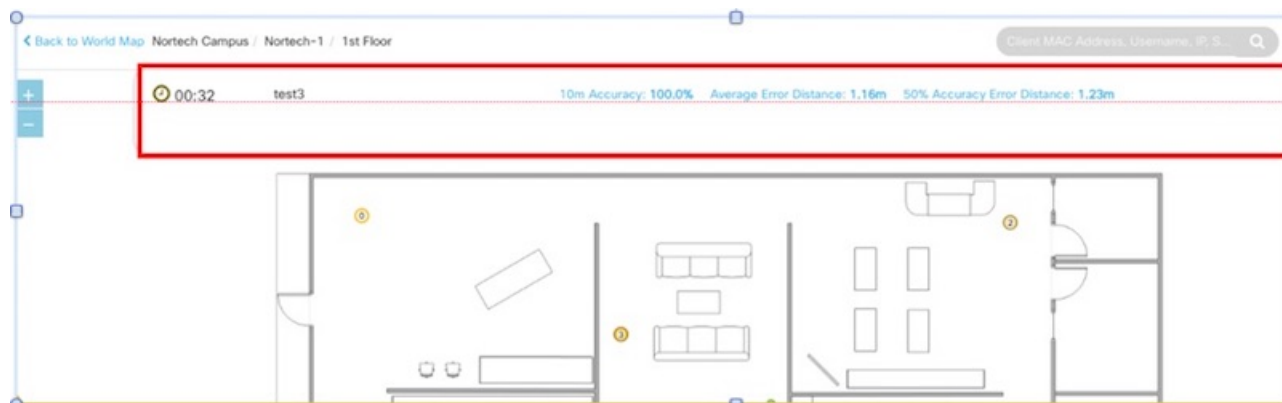 Back to World Map Nortech Campus / Nortech-1 / 1st Floor
Client MAC Address, Username, IP, S...
+
00:32 test3 10m Accuracy: 100.0% Average Error Distance: 1.16m 50% Accuracy Error Distance: 1.23m
−
0
2
3